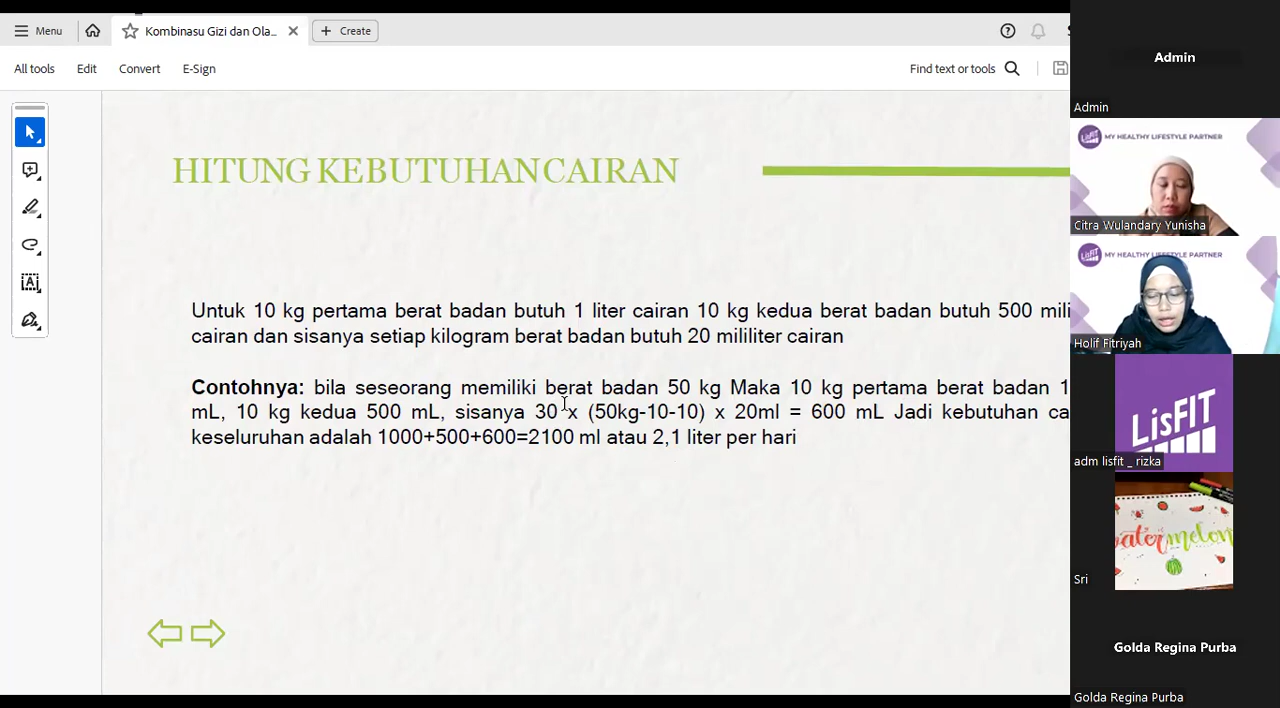 Menu
Kombinasu Gizi dan Ola...
Create
All tools
Edit
Convert
E-Sign
Find text or tools
HITUNG KEBUTUHAN CAIRAN
Untuk 10 kg pertama berat badan butuh 1 liter cairan 10 kg kedua berat badan butuh 500 mili
cairan dan sisanya setiap kilogram berat badan butuh 20 mililiter cairan
Contohnya: bila seseorang memiliki berat badan 50 kg Maka 10 kg pertama berat badan 1
mL, 10 kg kedua 500 mL, sisanya 30 x (50kg-10-10) x 20ml = 600 mL Jadi kebutuhan ca
keseluruhan adalah 1000+500+600=2100 ml atau 2,1 liter per hari
Admin
Admin
LisFIT MY HEALTHY LIFESTYLE PARTNER
Citra Wulandary Yunisha
LisFIT MY HEALTHY LIFESTYLE PARTNER
Holif Fitriyah
LisFIT
adm lisfit _ rizka
watermelon
Sri
Golda Regina Purba
Golda Regina Purba